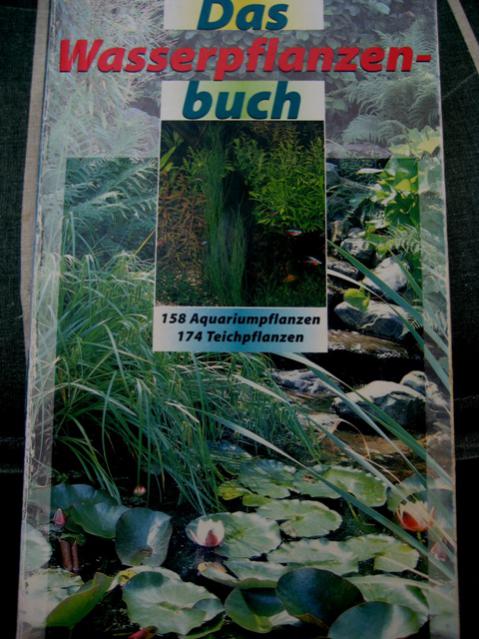 Das
Wasserpflanzen-
buch
158 Aquariumpflanzen
174 Teichpflanzen